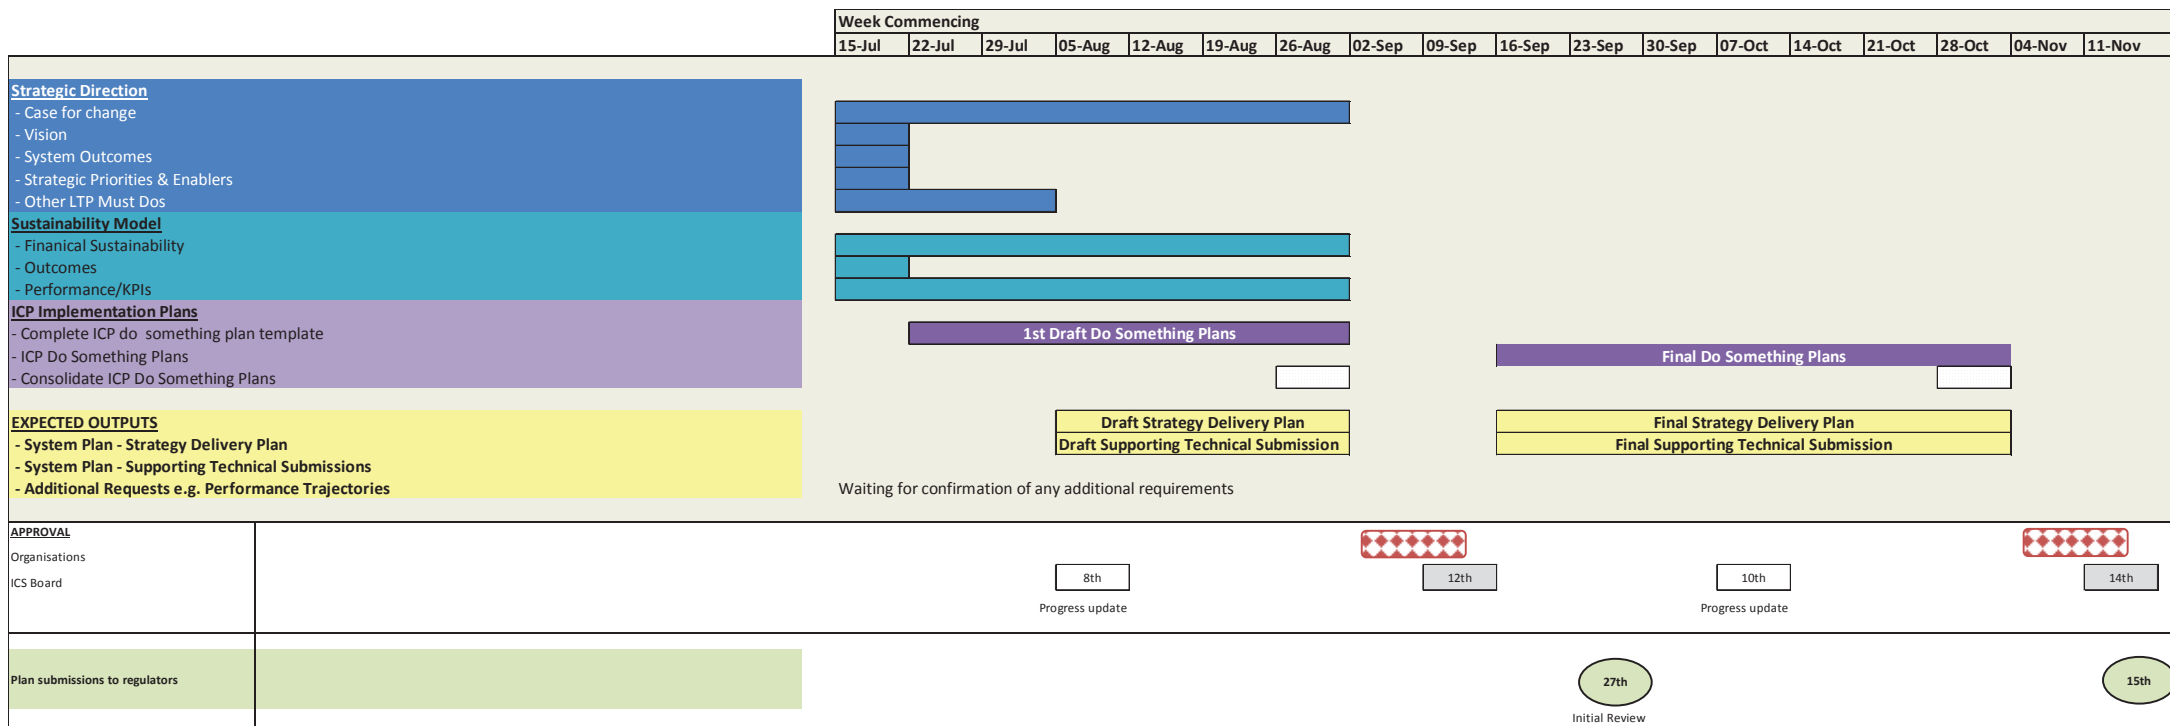 Week Commencing
15-Jul 22-Jul 29-Jul 05-Aug 12-Aug 19-Aug 26-Aug 02-Sep 09-Sep 16-Sep 23-Sep 30-Sep 07-Oct 14-Oct 21-Oct 28-Oct 04-Nov 11-Nov
Strategic Direction
- Case for change
- Vision
- System Outcomes
- Strategic Priorities & Enablers
- Other LTP Must Dos
Sustainability Model
- Finanical Sustainability
- Outcomes
- Performance/KPIs
ICP Implementation Plans
- Complete ICP do something plan template 1st Draft Do Something Plans
- ICP Do Something Plans Final Do Something Plans
- Consolidate ICP Do Something Plans
EXPECTED OUTPUTS Draft Strategy Delivery Plan Final Strategy Delivery Plan
- System Plan - Strategy Delivery Plan Draft Supporting Technical Submission Final Supporting Technical Submission
- System Plan - Supporting Technical Submissions
- Additional Requests e.g. Performance Trajectories Waiting for confirmation of any additional requirements
APPROVAL
Organisations
ICS Board 8th 12th 10th 14th
Progress update Progress update
Plan submissions to regulators 27th 15th
Initial Review